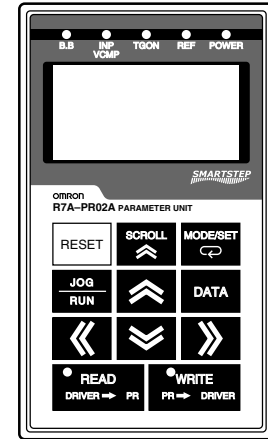 B.B INP TGON REF POWER
VCMP
SMARTSTEP
OMRON
R7A–PR02A PARAMETER UNIT
RESET SCROLL MODE/SET
JOG DATA
RUN
READ WRITE
DRIVER PR PR DRIVER